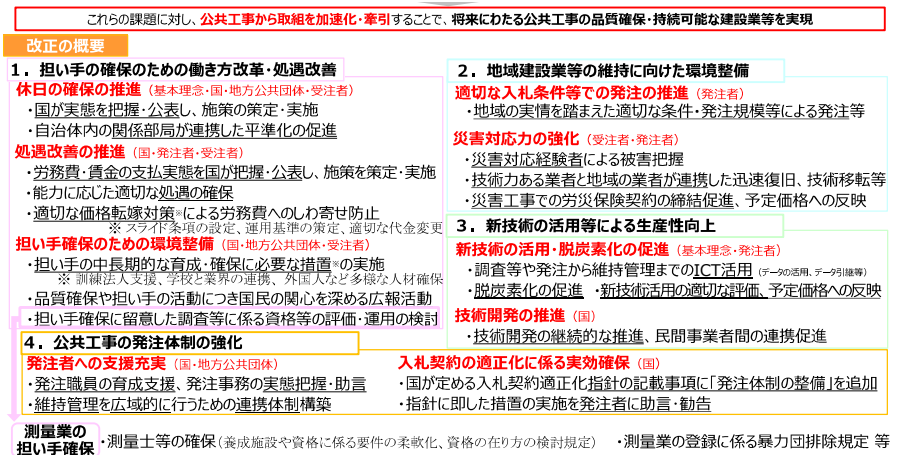 これらの課題に対し、公共工事から取組を加速化・牽引することで、将来にわたる公共工事の品質確保・持続可能な建設業等を実現
改正の概要
１．担い手の確保のための働き方改革・処遇改善
休日の確保の推進（基本理念・国・地方公共団体・受注者）
・国が実態を把握・公表し、施策の策定・実施
・自治体内の関係部局が連携した平準化の促進
処遇改善の推進（国・発注者・受注者）
・労務費・賃金の支払実態を国が把握・公表し、施策を策定・実施
・能力に応じた適切な処遇の確保
・適切な価格転嫁対策※による労務費へのしわ寄せ防止
※ スライド条項の設定、運用基準の策定、適切な代金変更
担い手確保のための環境整備（国・地方公共団体・受注者）
・担い手の中長期的な育成・確保に必要な措置※の実施
※ 訓練法人支援、学校と業界の連携、外国人など多様な人材確保
・品質確保や担い手の活動につき国民の関心を深める広報活動
・担い手確保に留意した調査等に係る資格等の評価・運用の検討
２．地域建設業等の維持に向けた環境整備
適切な入札条件等での発注の推進（発注者）
・地域の実情を踏まえた適切な条件・発注規模等による発注等
災害対応力の強化（受注者・発注者）
・災害対応経験者による被害把握
・技術力ある業者と地域の業者が連携した迅速復旧、技術移転等
・災害工事での労災保険契約の締結促進、予定価格への反映
３．新技術の活用等による生産性向上
新技術の活用・脱炭素化の促進（基本理念・発注者）
・調査等や発注から維持管理までのICT活用（データの活用、データ引継等）
・脱炭素化の促進　・新技術活用の適切な評価、予定価格への反映
技術開発の推進（国）
・技術開発の継続的な推進、民間事業者間の連携促進
４．公共工事の発注体制の強化
発注者への支援充実（国・地方公共団体）
・発注職員の育成支援、発注事務の実態把握・助言
・維持管理を広域的に行うための連携体制構築
入札契約の適正化に係る実効確保（国）
・国が定める入札契約適正化指針の記載事項に「発注体制の整備」を追加
・指針に即した措置の実施を発注者に助言・勧告
測量業の
担い手確保
・測量士等の確保（養成施設や資格に係る要件の柔軟化、資格の在り方の検討規定）　・測量業の登録に係る暴力団排除規定 等